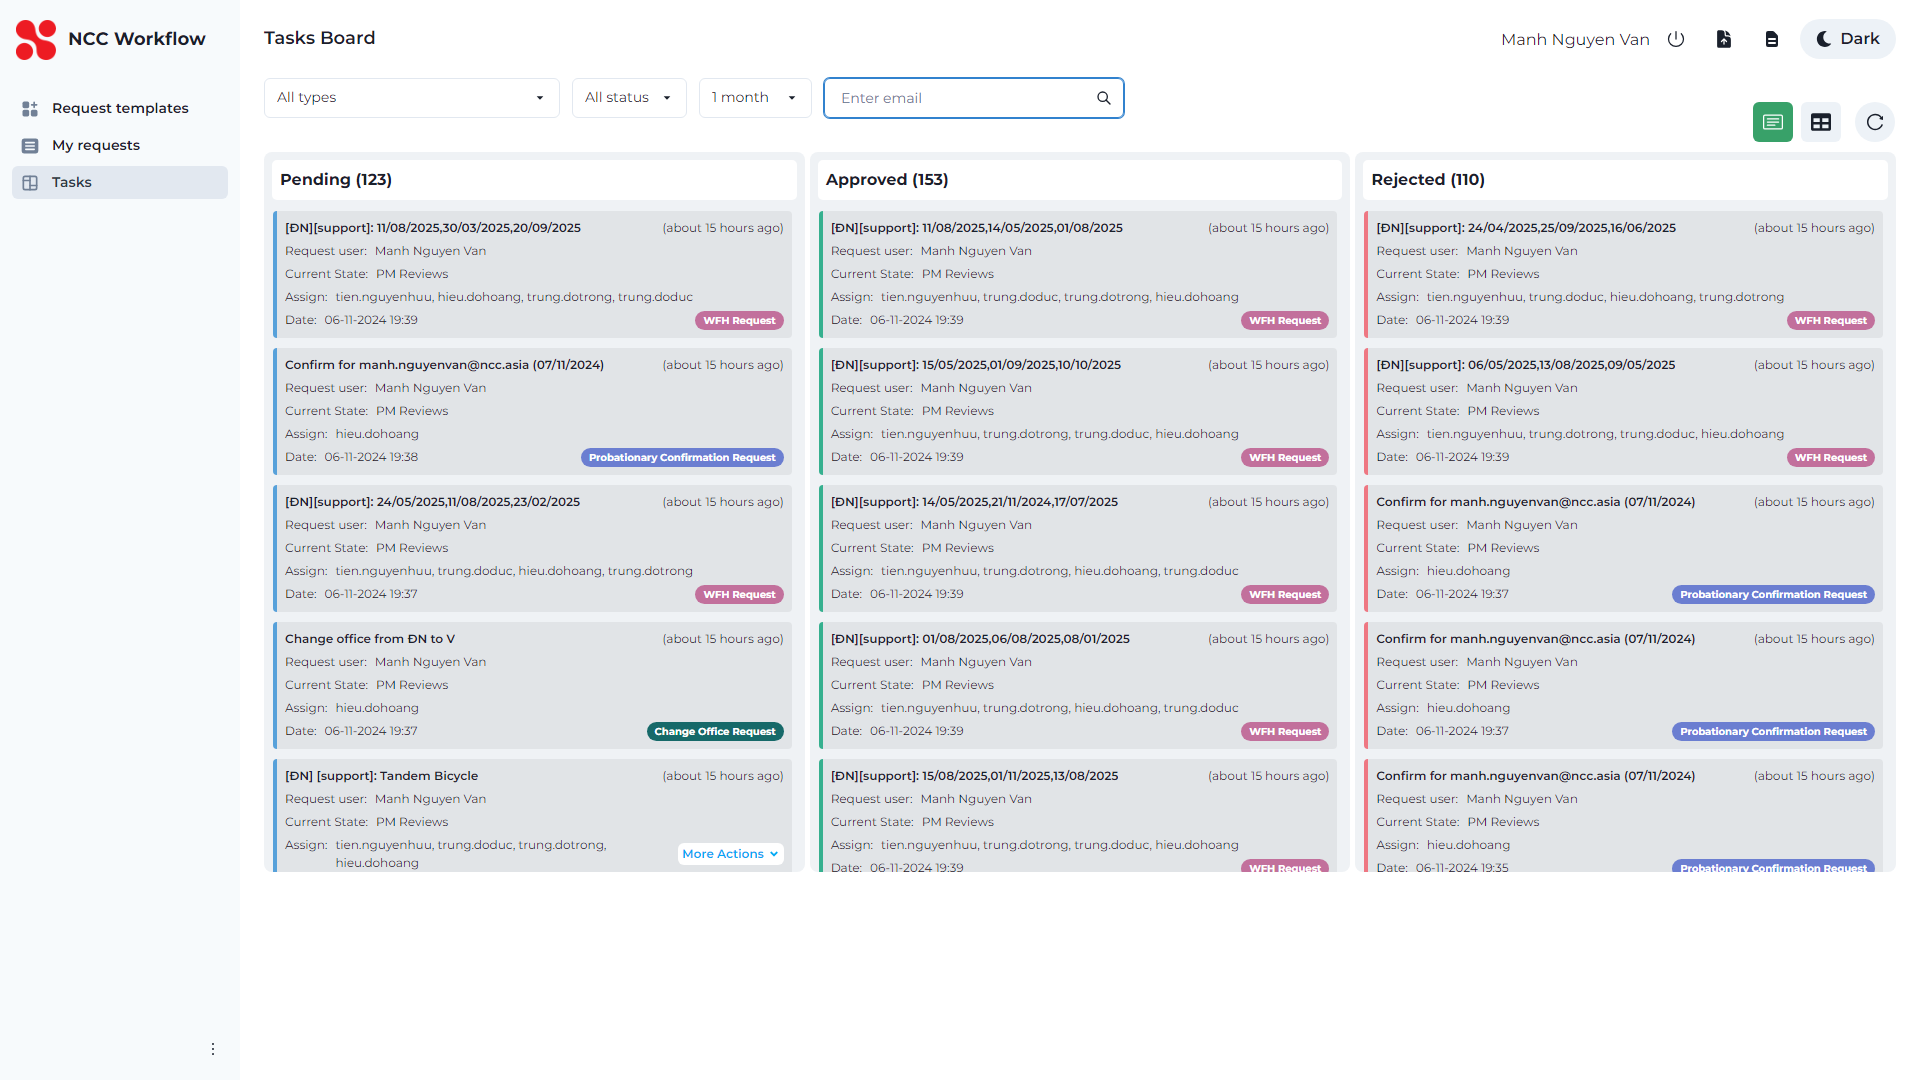 NCC Workflow
Request templates
My requests
Tasks
Tasks Board
Manh Nguyen Van
Dark
All types
All status
1 month
Enter email
Pending (123)
[ĐN][support]: 11/08/2025,30/03/2025,20/09/2025 (about 15 hours ago)
Request user: Manh Nguyen Van
Current State: PM Reviews
Assign: tien.nguyenhuu, hieu.dohoang, trung.dotrong, trung.doduc
Date: 06-11-2024 19:39 WFH Request
Confirm for manh.nguyenvan@ncc.asia (07/11/2024) (about 15 hours ago)
Request user: Manh Nguyen Van
Current State: PM Reviews
Assign: hieu.dohoang
Date: 06-11-2024 19:38 Probationary Confirmation Request
[ĐN][support]: 24/05/2025,11/08/2025,23/02/2025 (about 15 hours ago)
Request user: Manh Nguyen Van
Current State: PM Reviews
Assign: tien.nguyenhuu, trung.doduc, hieu.dohoang, trung.dotrong
Date: 06-11-2024 19:37 WFH Request
Change office from ĐN to V (about 15 hours ago)
Request user: Manh Nguyen Van
Current State: PM Reviews
Assign: hieu.dohoang
Date: 06-11-2024 19:37 Change Office Request
[ĐN] [support]: Tandem Bicycle (about 15 hours ago)
Request user: Manh Nguyen Van
Current State: PM Reviews
Assign: tien.nguyenhuu, trung.doduc, trung.dotrong,
hieu.dohoang
More Actions
Approved (153)
[ĐN][support]: 11/08/2025,14/05/2025,01/08/2025 (about 15 hours ago)
Request user: Manh Nguyen Van
Current State: PM Reviews
Assign: tien.nguyenhuu, trung.doduc, trung.dotrong, hieu.dohoang
Date: 06-11-2024 19:39 WFH Request
[ĐN][support]: 15/05/2025,01/09/2025,10/10/2025 (about 15 hours ago)
Request user: Manh Nguyen Van
Current State: PM Reviews
Assign: tien.nguyenhuu, trung.dotrong, trung.doduc, hieu.dohoang
Date: 06-11-2024 19:39 WFH Request
[ĐN][support]: 14/05/2025,21/11/2024,17/07/2025 (about 15 hours ago)
Request user: Manh Nguyen Van
Current State: PM Reviews
Assign: tien.nguyenhuu, trung.dotrong, hieu.dohoang, trung.doduc
Date: 06-11-2024 19:39 WFH Request
[ĐN][support]: 01/08/2025,06/08/2025,08/01/2025 (about 15 hours ago)
Request user: Manh Nguyen Van
Current State: PM Reviews
Assign: tien.nguyenhuu, trung.dotrong, hieu.dohoang, trung.doduc
Date: 06-11-2024 19:39 WFH Request
[ĐN][support]: 15/08/2025,01/11/2025,13/08/2025 (about 15 hours ago)
Request user: Manh Nguyen Van
Current State: PM Reviews
Assign: tien.nguyenhuu, trung.dotrong, trung.doduc, hieu.dohoang
Date: 06-11-2024 19:39 WFH Request
Rejected (110)
[ĐN][support]: 24/04/2025,25/09/2025,16/06/2025 (about 15 hours ago)
Request user: Manh Nguyen Van
Current State: PM Reviews
Assign: tien.nguyenhuu, trung.doduc, hieu.dohoang, trung.dotrong
Date: 06-11-2024 19:39 WFH Request
[ĐN][support]: 06/05/2025,13/08/2025,09/05/2025 (about 15 hours ago)
Request user: Manh Nguyen Van
Current State: PM Reviews
Assign: tien.nguyenhuu, trung.dotrong, trung.doduc, hieu.dohoang
Date: 06-11-2024 19:39 WFH Request
Confirm for manh.nguyenvan@ncc.asia (07/11/2024) (about 15 hours ago)
Request user: Manh Nguyen Van
Current State: PM Reviews
Assign: hieu.dohoang
Date: 06-11-2024 19:37 Probationary Confirmation Request
Confirm for manh.nguyenvan@ncc.asia (07/11/2024) (about 15 hours ago)
Request user: Manh Nguyen Van
Current State: PM Reviews
Assign: hieu.dohoang
Date: 06-11-2024 19:37 Probationary Confirmation Request
Confirm for manh.nguyenvan@ncc.asia (07/11/2024) (about 15 hours ago)
Request user: Manh Nguyen Van
Current State: PM Reviews
Assign: hieu.dohoang
Date: 06-11-2024 19:35 Probationary Confirmation Request